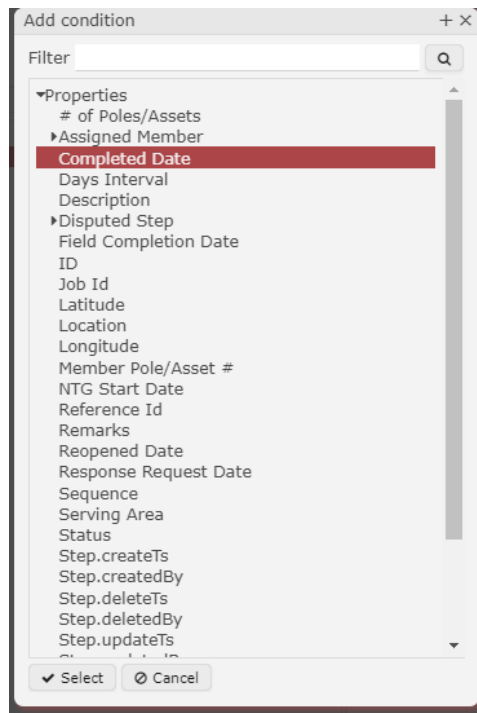 Add condition
Filter
Properties
# of Poles/Assets
Assigned Member
Completed Date
Days Interval
Description
Disputed Step
Field Completion Date
ID
Job Id
Latitude
Location
Longitude
Member Pole/Asset #
NTG Start Date
Reference Id
Remarks
Reopened Date
Response Request Date
Sequence
Serving Area
Status
Step.createTs
Step.createdBy
Step.deleteTs
Step.deletedBy
Step.updateTs
Select Cancel